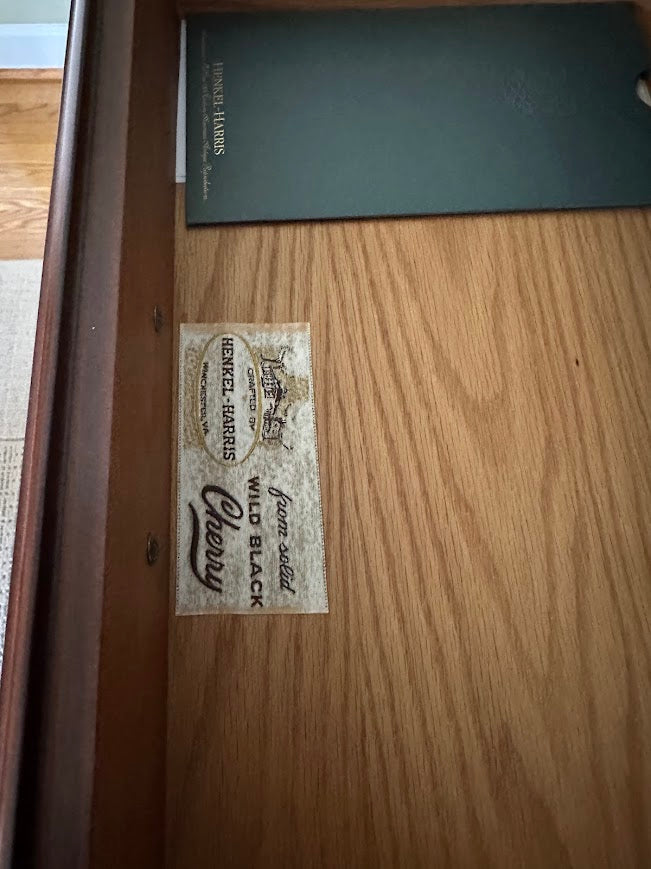 HENKEL-HARRIS
CRAFTED BY
HENKEL-HARRIS
WINCHESTER, VA.
from solid
WILD BLACK
Cherry